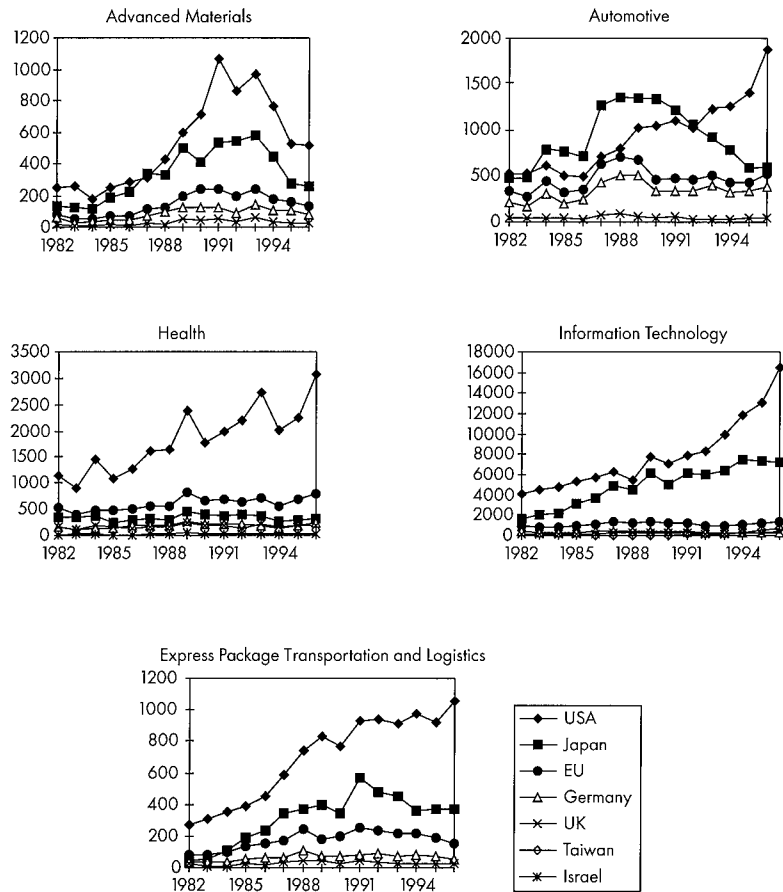 Advanced Materials
1200
1000
800
600
400
200
0
1982 1985 1988 1991 1994
Automotive
2000
1500
1000
500
0
1982 1985 1988 1991 1994
Health
3500
3000
2500
2000
1500
1000
500
0
1982 1985 1988 1991 1994
Information Technology
18000
16000
14000
12000
10000
8000
6000
4000
2000
0
1982 1985 1988 1991 1994
Express Package Transportation and Logistics
1200
1000
800
600
400
200
0
1982 1985 1988 1991 1994
USA
Japan
EU
Germany
UK
Taiwan
Israel